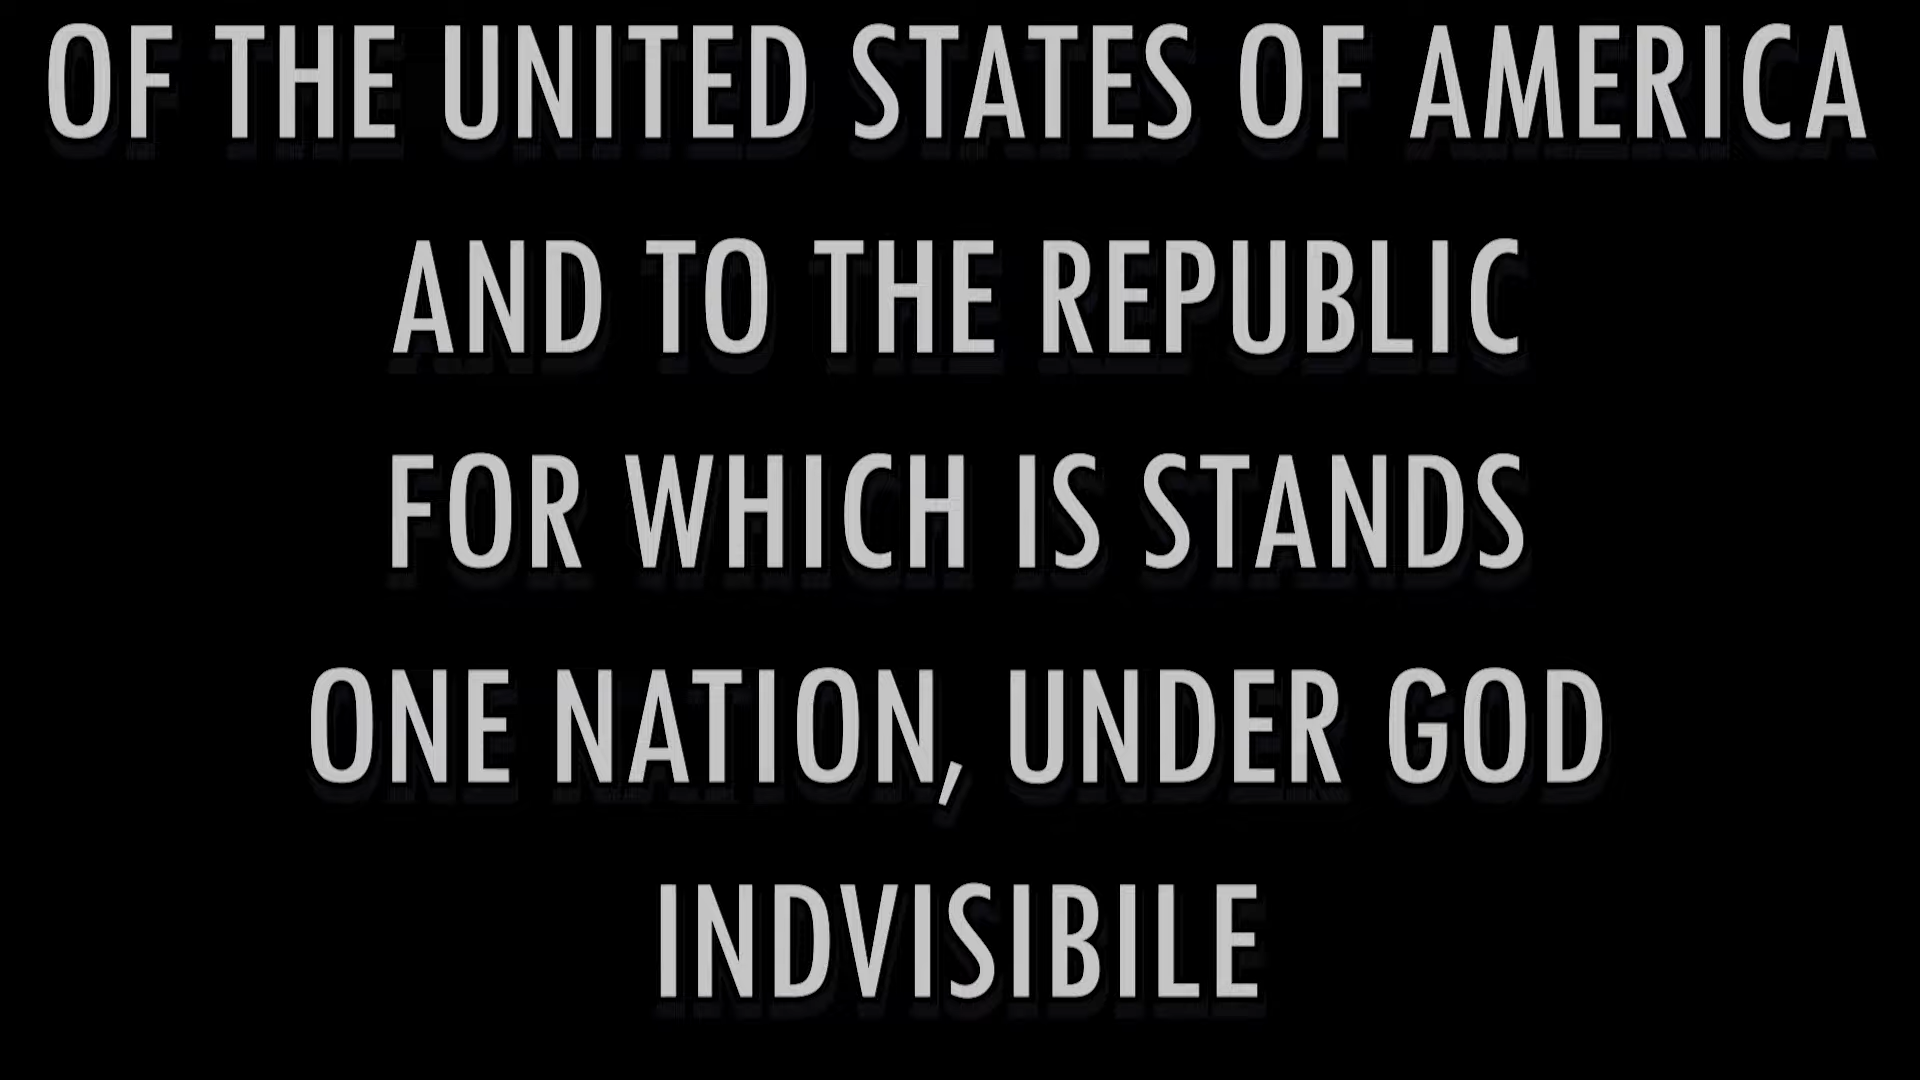 OF THE UNITED STATES OF AMERICA
AND TO THE REPUBLIC
FOR WHICH IS STANDS
ONE NATION, UNDER GOD
INDVISIBILE